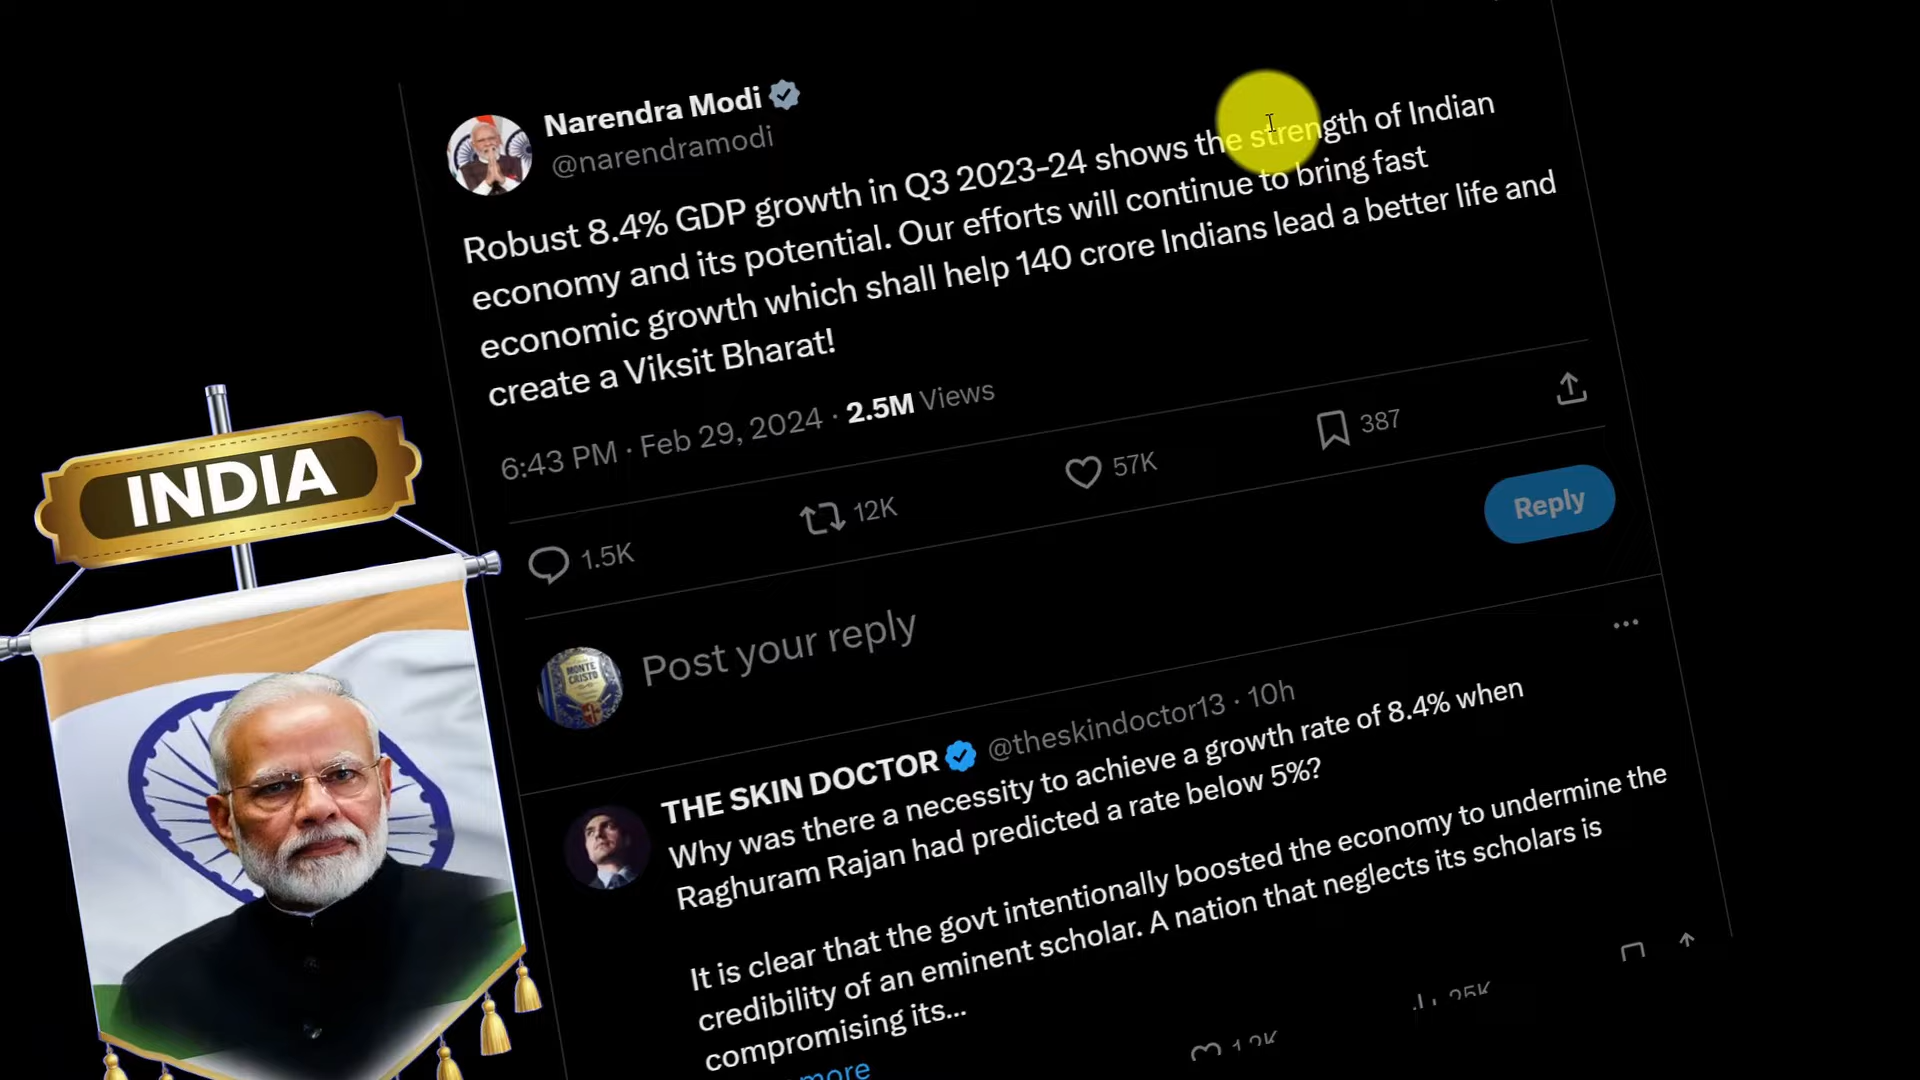 Narendra Modi
@narendramodi
Robust 8.4% GDP growth in Q3 2023-24 shows the strength of Indian
economy and its potential. Our efforts will continue to bring fast
economic growth which shall help 140 crore Indians lead a better life and
create a Viksit Bharat!
6:43 PM · Feb 29, 2024 · 2.5M Views
1.5K 12K 57K 387
Post your reply
Reply
THE SKIN DOCTOR @theskindoctor13 · 10h
Why was there a necessity to achieve a growth rate of 8.4% when
Raghuram Rajan had predicted a rate below 5%?
It is clear that the govt intentionally boosted the economy to undermine the
credibility of an eminent scholar. A nation that neglects its scholars is
compromising its...
more
1.2K 25K
INDIA
MONTE
CRISTO